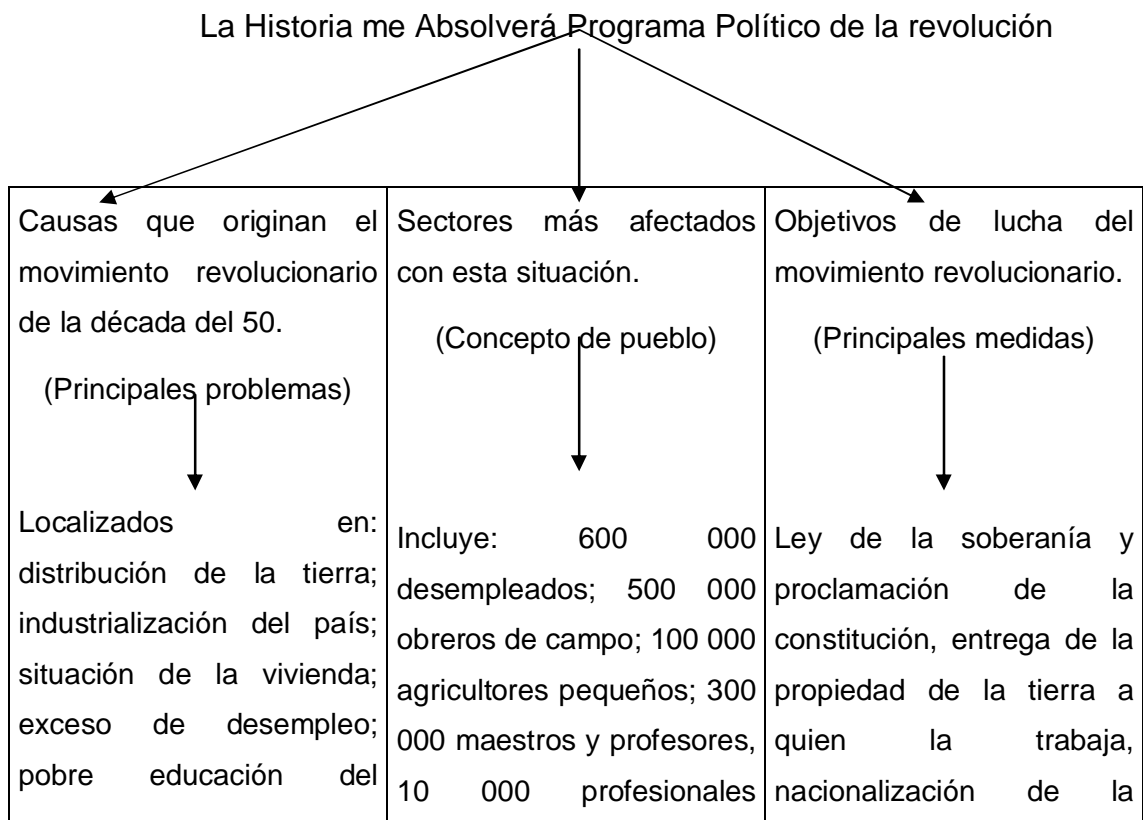 La Historia me Absolverá Programa Político de la revolución
Causas que originan el
movimiento revolucionario
de la década del 50.
(Principales problemas)
Localizados en:
distribución de la tierra;
industrialización del país;
situación de la vivienda;
exceso de desempleo;
pobre educación del
Sectores más afectados
con esta situación.
(Concepto de pueblo)
Incluye: 600 000
desempleados; 500 000
obreros de campo; 100 000
agricultores pequeños; 300
000 maestros y profesores,
10 000 profesionales
Objetivos de lucha del
movimiento revolucionario.
(Principales medidas)
Ley de la soberanía y
proclamación de la
constitución, entrega de la
propiedad de la tierra a
quien la trabaja,
nacionalización de la